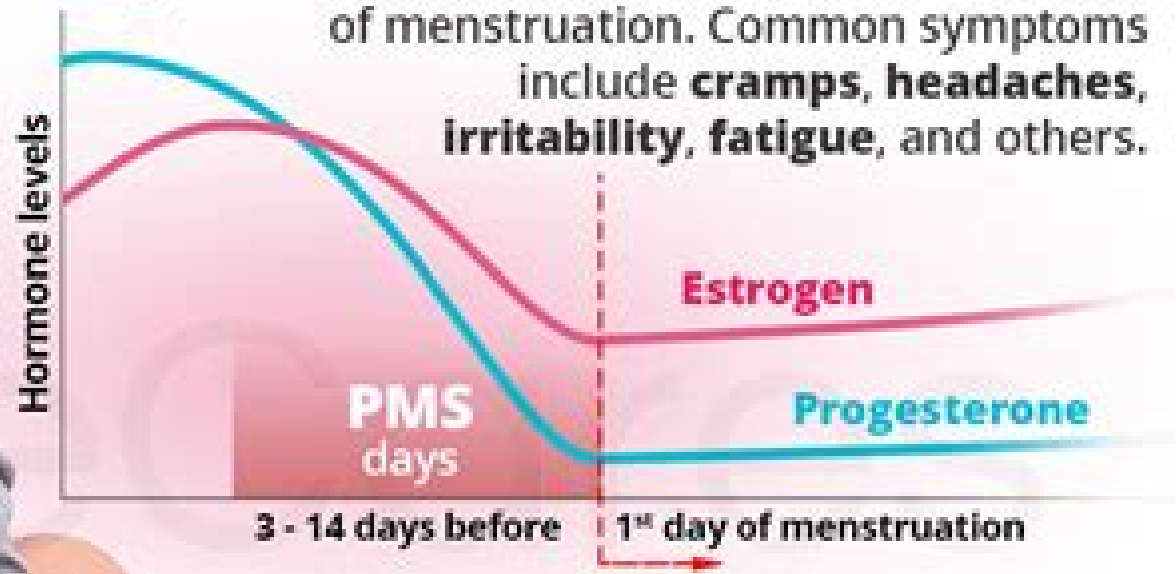 of menstruation. Common symptoms
include cramps, headaches,
irritability, fatigue, and others.
Hormone levels
Estrogen
Progesterone
PMS
days
3 - 14 days before
1st day of menstruation